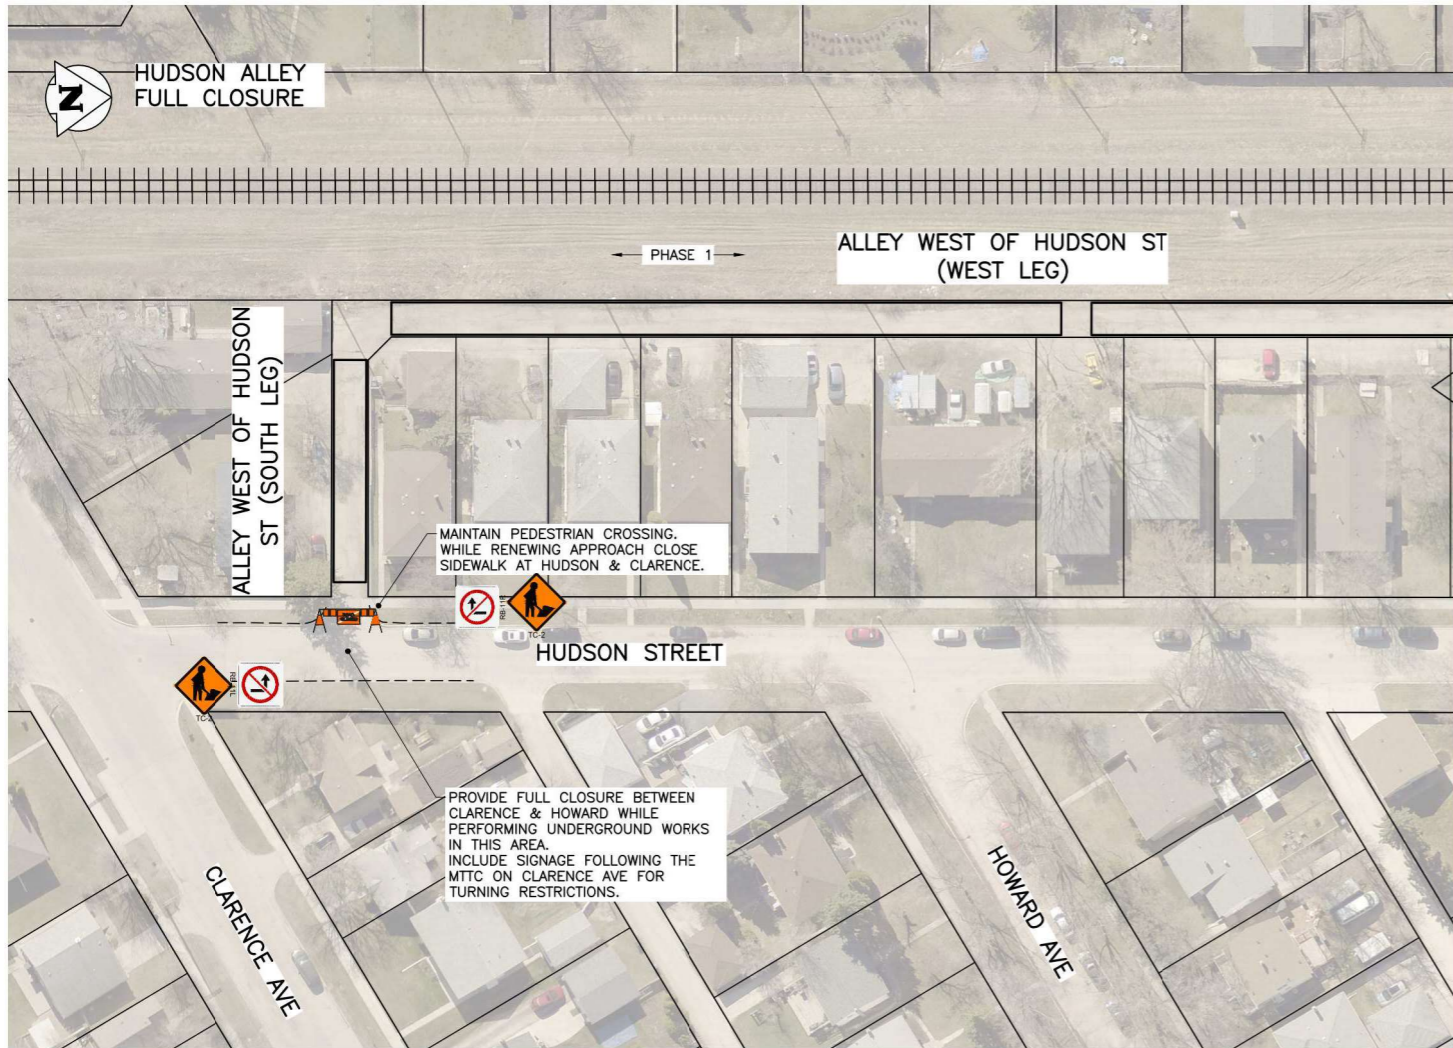 N
HUDSON ALLEY
FULL CLOSURE
PHASE 1
ALLEY WEST OF HUDSON ST
(WEST LEG)
ALLEY WEST OF HUDSON
ST (SOUTH LEG)
MAINTAIN PEDESTRIAN CROSSING.
WHILE RENEWING APPROACH CLOSE
SIDEWALK AT HUDSON & CLARENCE.
TC-2
HUDSON STREET
RB-11L
TC-2
PROVIDE FULL CLOSURE BETWEEN
CLARENCE & HOWARD WHILE
PERFORMING UNDERGROUND WORKS
IN THIS AREA.
INCLUDE SIGNAGE FOLLOWING THE
MTTC ON CLARENCE AVE FOR
TURNING RESTRICTIONS.
CLARENCE AVE
HOWARD AVE